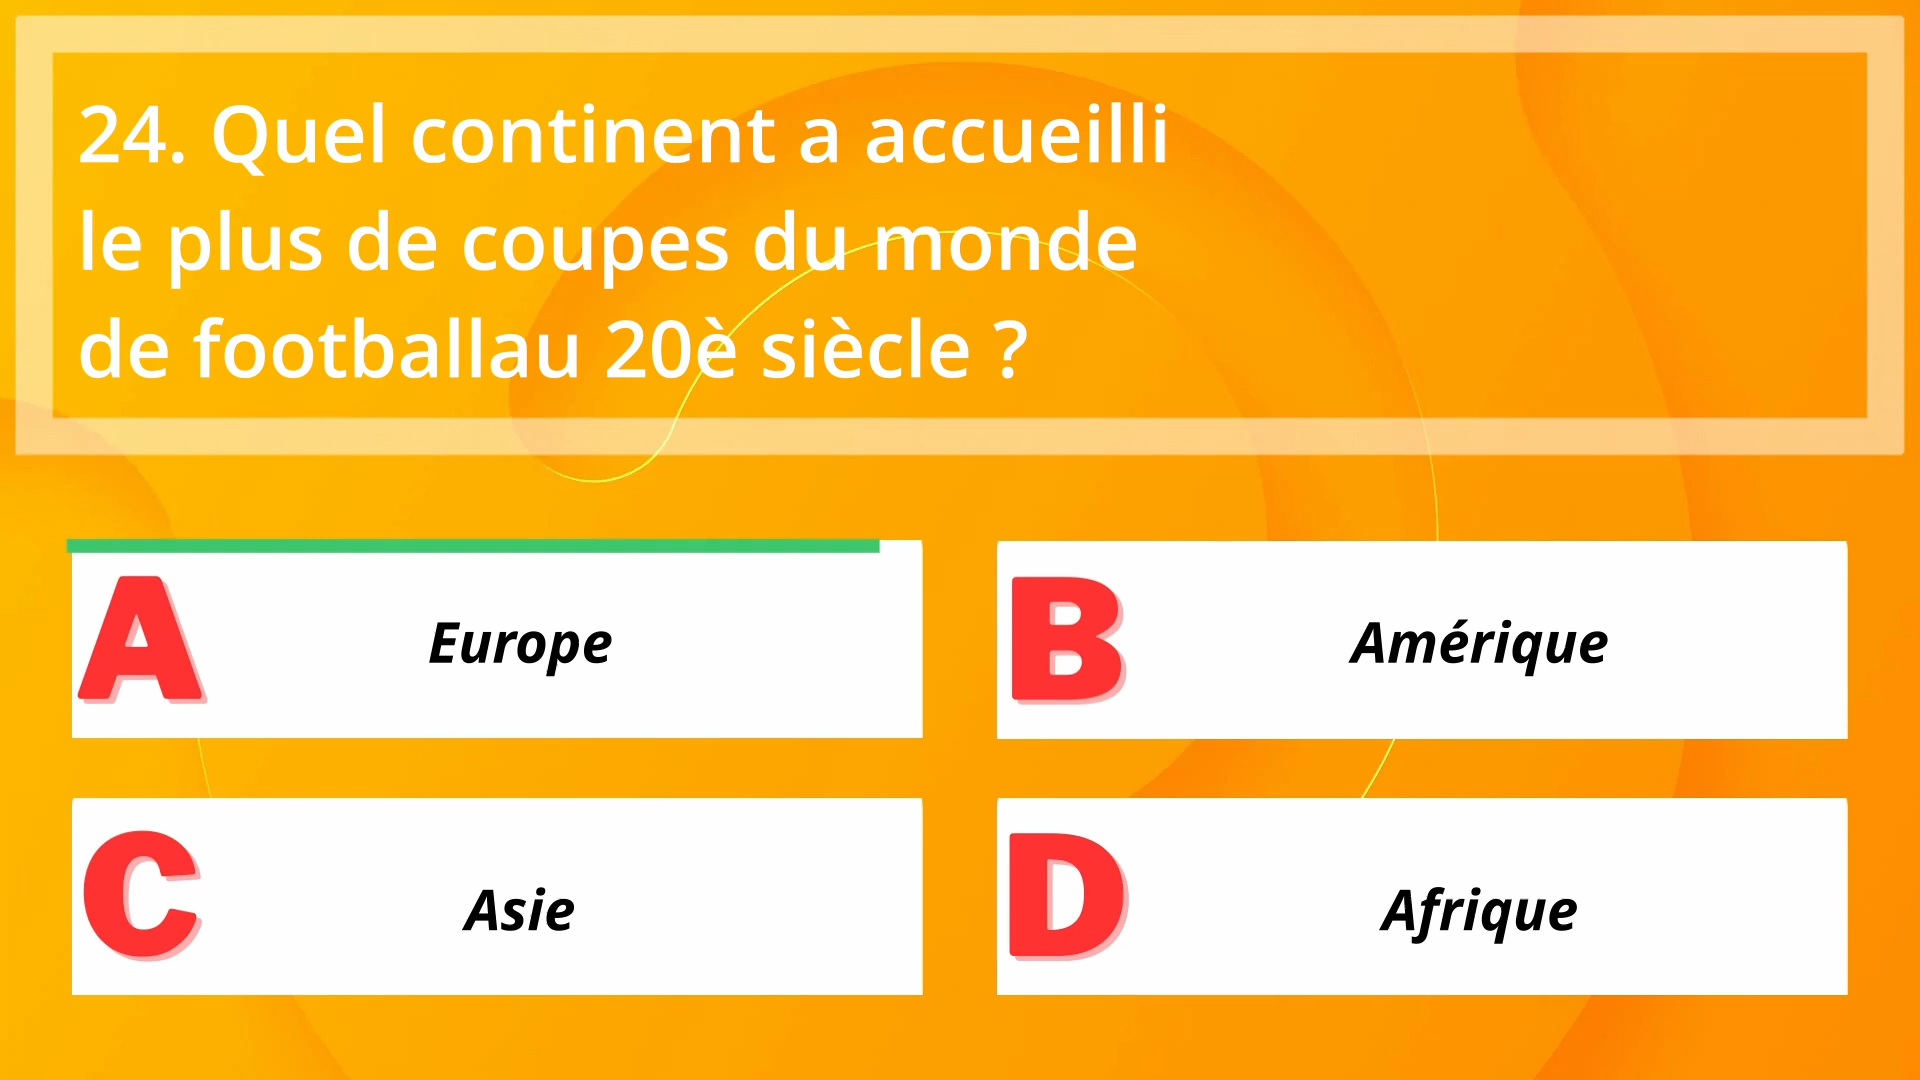 24. Quel continent a accueilli
le plus de coupes du monde
de footballau 20è siècle ?
A
Europe
B
Amérique
C
Asie
D
Afrique